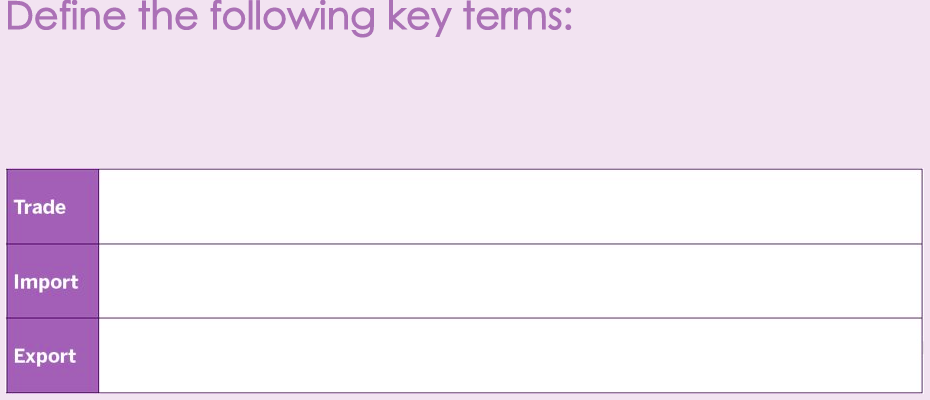 Define the following key terms:
Trade
Import
Export